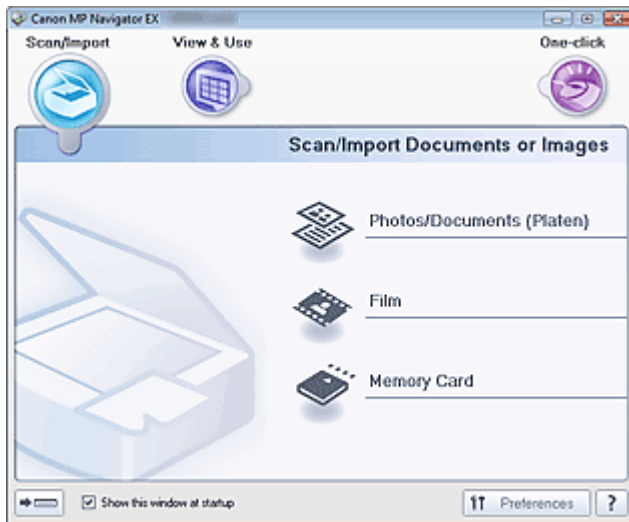 Canon MP Navigator EX
Scan/Import View & Use One-click
Scan/Import Documents or Images
Photos/Documents (Platen)
Film
Memory Card
Show this window at startup Preferences ?